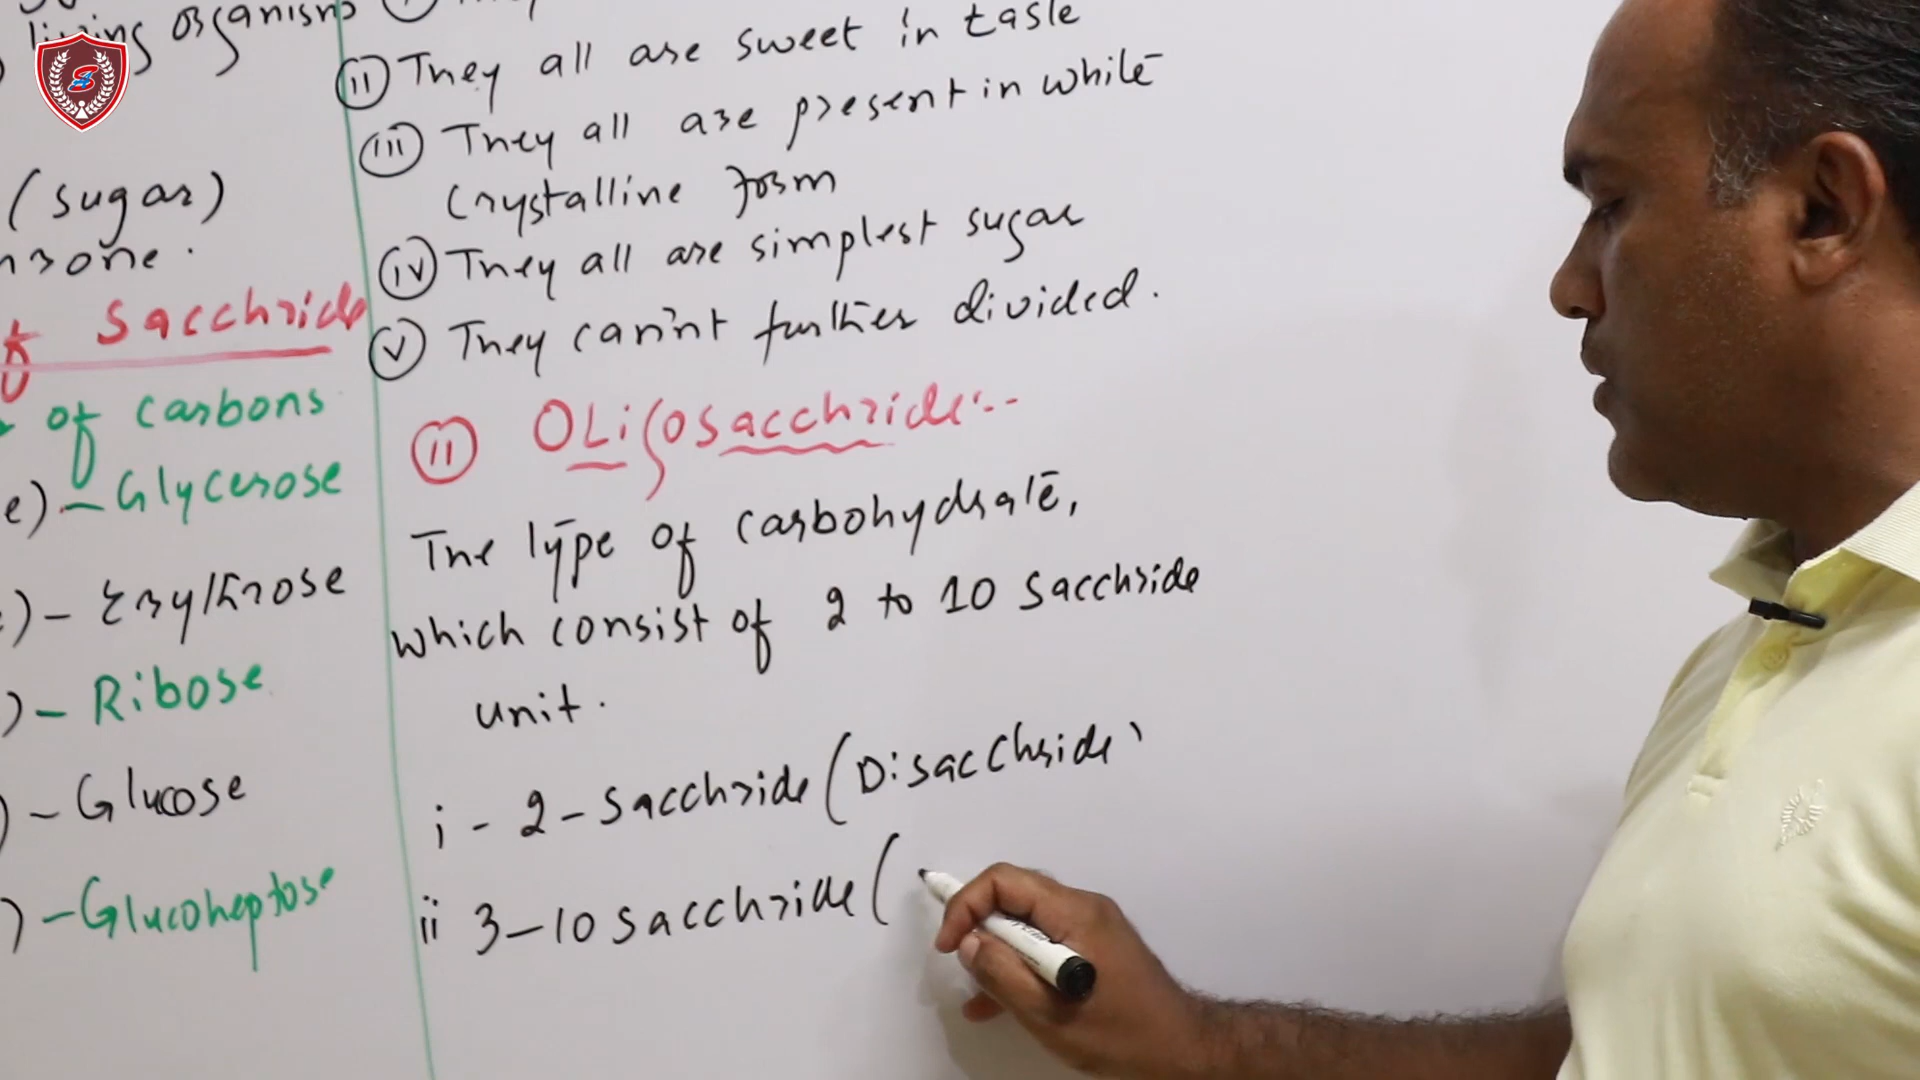 living organism
(sugar)
one.
Sacchride
of carbons
e) - Glycerose
) - Erythrose
) - Ribose
) - Glucose
) - Glucoheptose
(ii) They all are sweet in taste
(iii) They all are present in white
Crystalline form
(iv) They all are simplest sugar
(v) They can'nt further divided.
(ii) OLigosacchride:-
The type of carbohydrate,
which consist of 2 to 10 sacchride
unit.
i - 2 - Sacchride (Disacchride)
ii 3-10 sacchride (